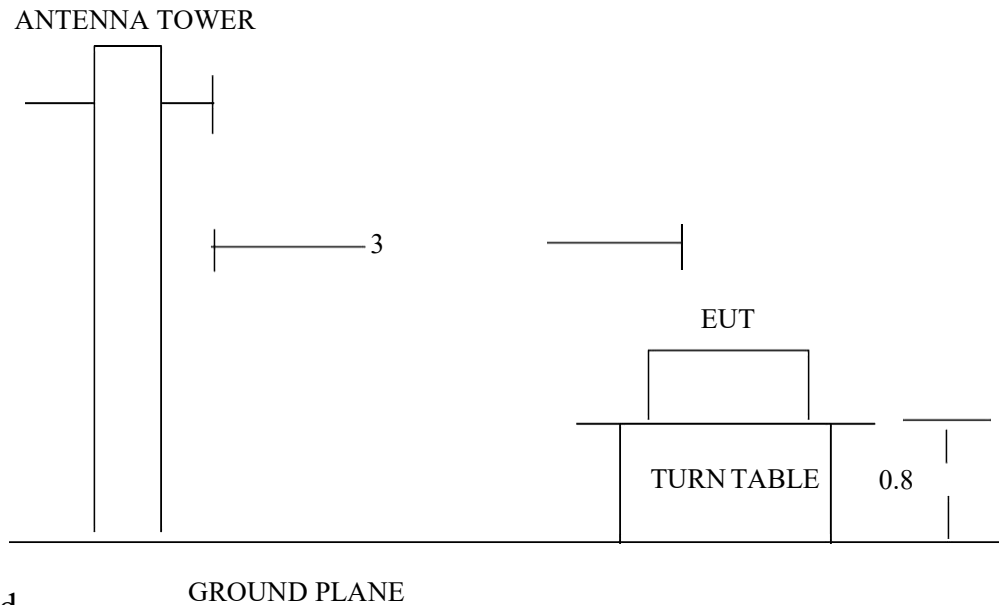 ANTENNA TOWER
3
EUT
TURN TABLE
0.8
GROUND PLANE